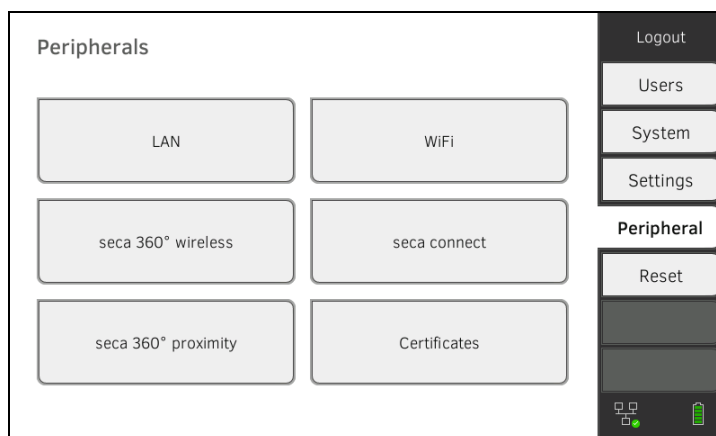 Peripherals
LAN
WiFi
seca 360° wireless
seca connect
seca 360° proximity
Certificates
Logout
Users
System
Settings
Peripheral
Reset